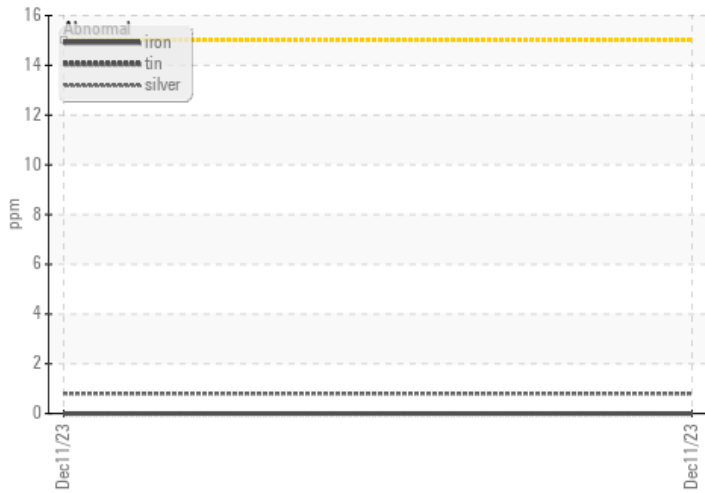 16
14
12
10
8
6
4
2
0
ppm
Abnormal
iron
tin
silver
Dec11/23
Dec11/23